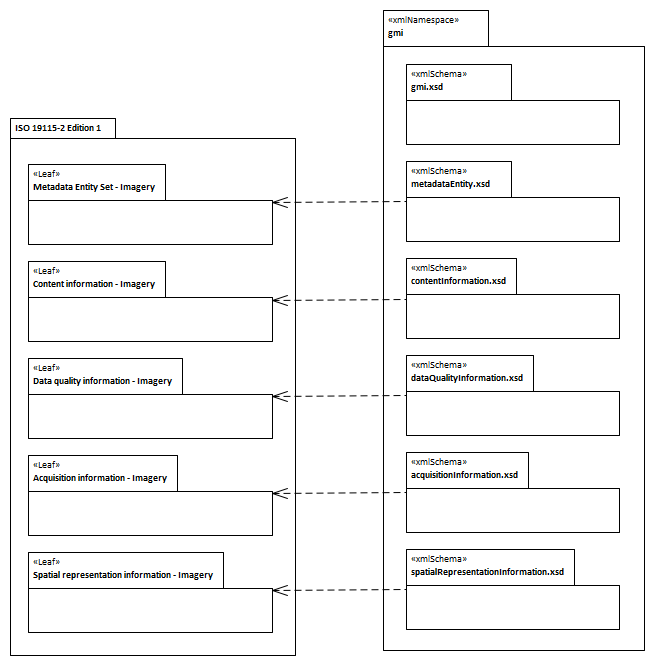 «xmlNamespace»
gmi
«xmlSchema»
gmi.xsd
ISO 19115-2 Edition 1
«Leaf»
Metadata Entity Set - Imagery
«xmlSchema»
metadataEntity.xsd
«Leaf»
Content information - Imagery
«xmlSchema»
contentInformation.xsd
«Leaf»
Data quality information - Imagery
«xmlSchema»
dataQualityInformation.xsd
«Leaf»
Acquisition information - Imagery
«xmlSchema»
acquisitionInformation.xsd
«Leaf»
Spatial representation information - Imagery
«xmlSchema»
spatialRepresentationInformation.xsd